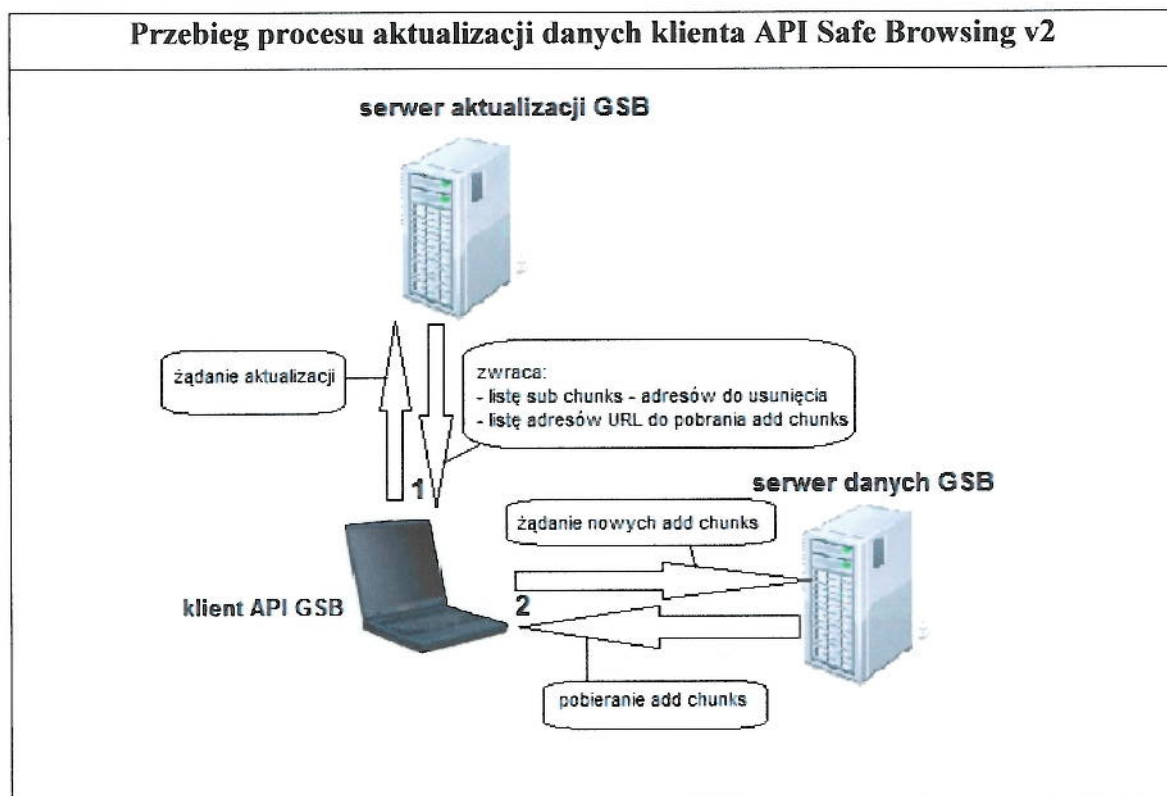 Przebieg procesu aktualizacji danych klienta API Safe Browsing v2
serwer aktualizacji GSB
żądanie aktualizacji
zwraca:
- listę sub chunks - adresów do usunięcia
- listę adresów URL do pobrania add chunks
1
serwer danych GSB
żądanie nowych add chunks
klient API GSB
2
pobieranie add chunks